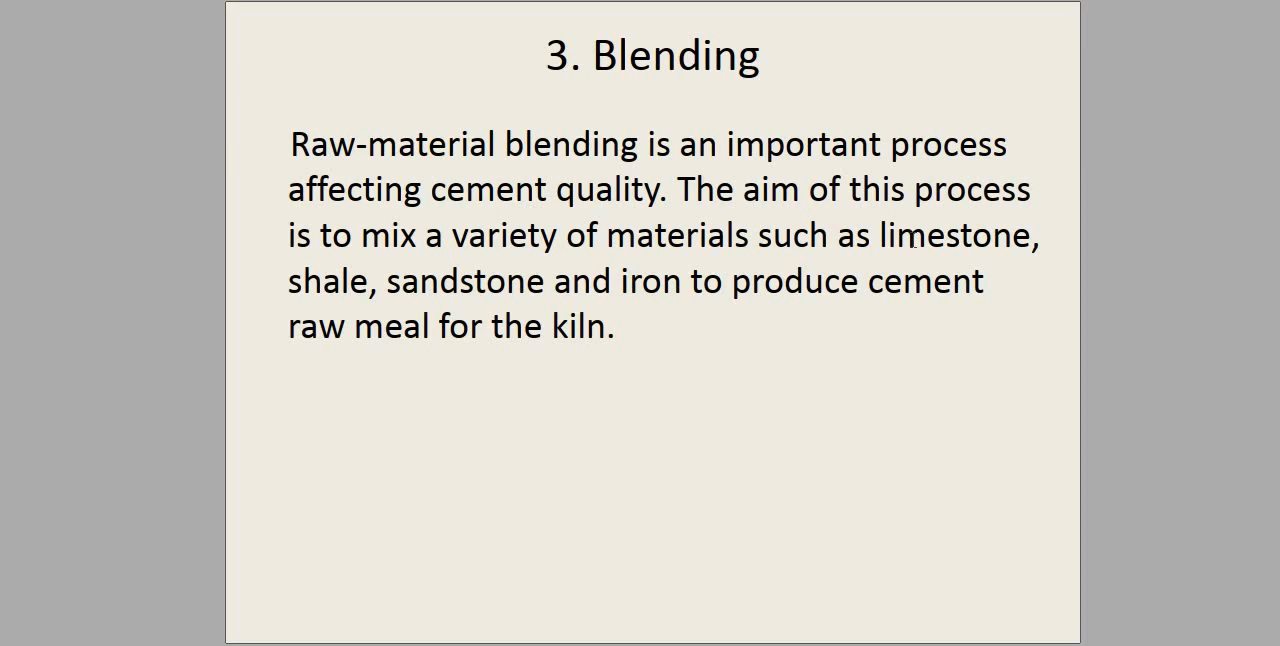 3. Blending
Raw-material blending is an important process
affecting cement quality. The aim of this process
is to mix a variety of materials such as limestone,
shale, sandstone and iron to produce cement
raw meal for the kiln.